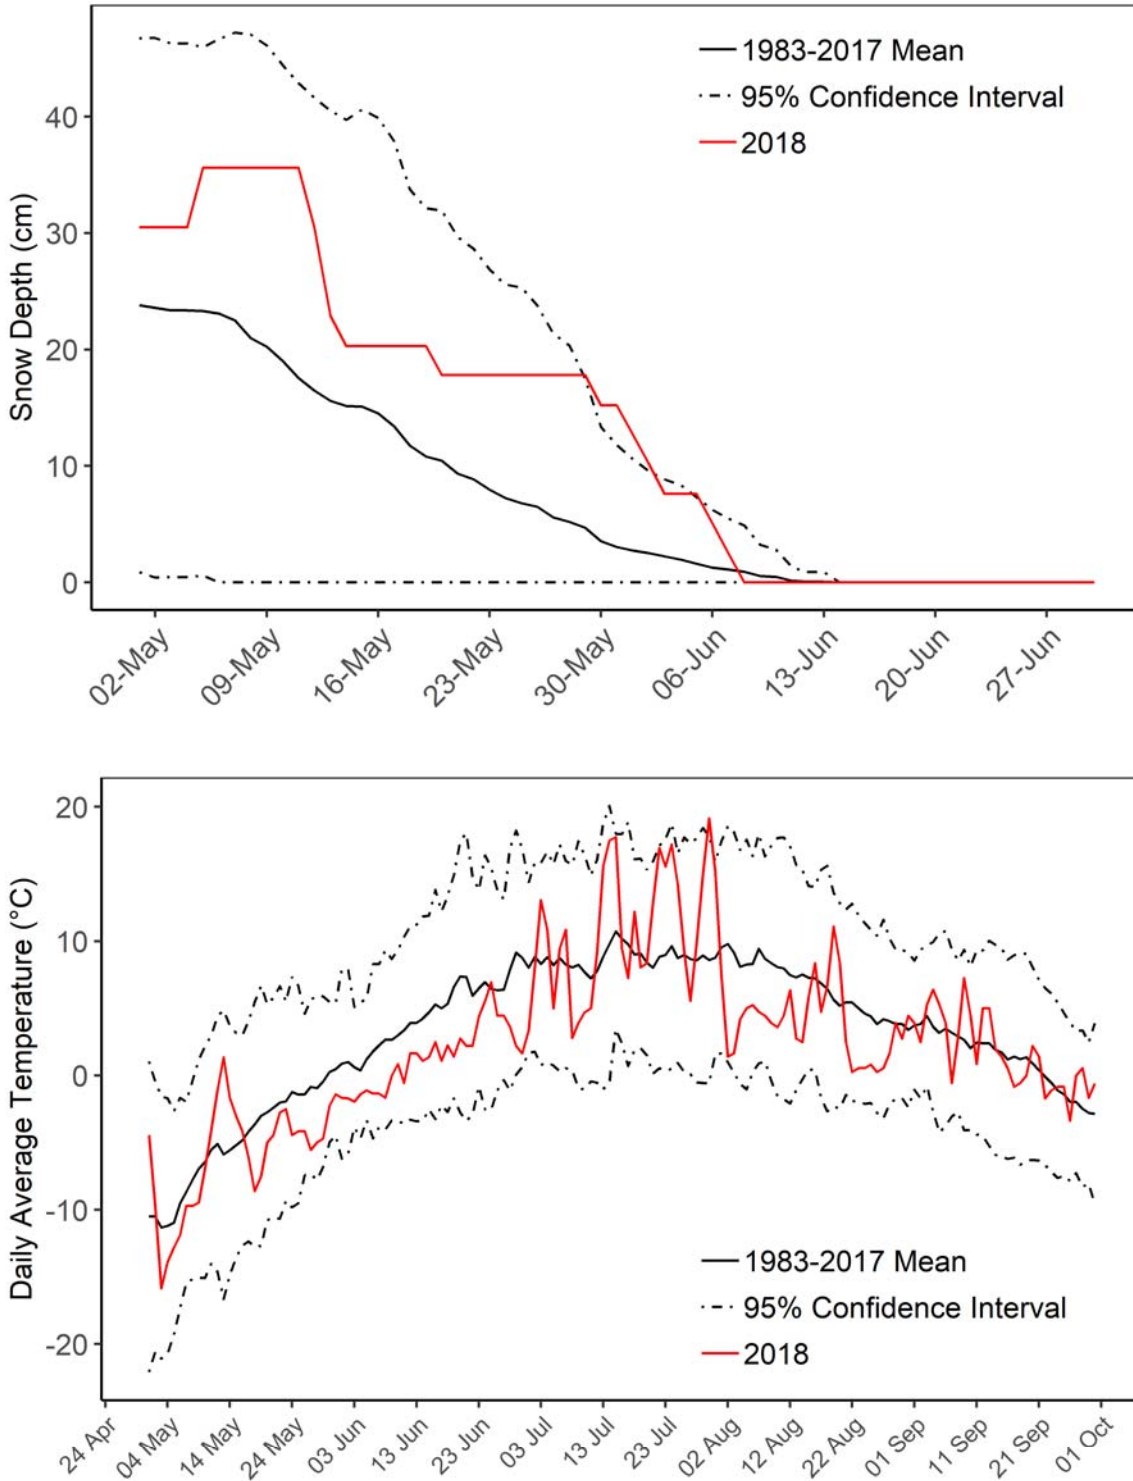 1983-2017 Mean
95% Confidence Interval
2018
Snow Depth (cm)
40
30
20
10
0
02-May
09-May
16-May
23-May
30-May
06-Jun
13-Jun
20-Jun
27-Jun
Daily Average Temperature (°C)
20
10
0
-10
-20
1983-2017 Mean
95% Confidence Interval
2018
24 Apr
04 May
14 May
24 May
03 Jun
13 Jun
23 Jun
03 Jul
13 Jul
23 Jul
02 Aug
12 Aug
22 Aug
01 Sep
11 Sep
21 Sep
01 Oct